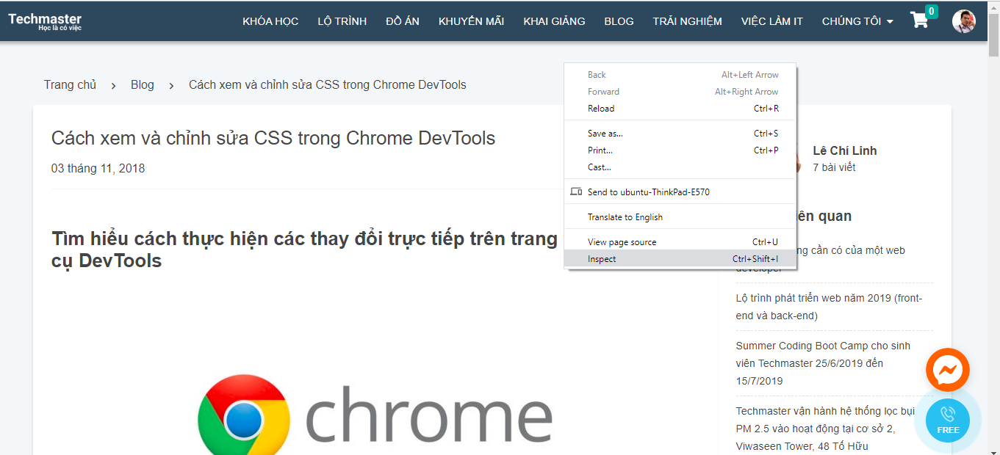 Techmaster
Học là có việc
KHÓA HỌC LỘ TRÌNH ĐỒ ÁN KHUYẾN MÃI KHAI GIẢNG BLOG TRẢI NGHIỆM VIỆC LÀM IT CHÚNG TÔI 0
Trang chủ > Blog > Cách xem và chỉnh sửa CSS trong Chrome DevTools
Cách xem và chỉnh sửa CSS trong Chrome DevTools
03 tháng 11, 2018
Tìm hiểu cách thực hiện các thay đổi trực tiếp trên trang
cụ DevTools
chrome
Back Alt+Left Arrow
Forward Alt+Right Arrow
Reload Ctrl+R
Save as... Ctrl+S
Print... Ctrl+P
Cast...
Send to ubuntu-ThinkPad-E570
Translate to English
View page source Ctrl+U
Inspect Ctrl+Shift+I
Lê Chí Linh
7 bài viết
quan
cần có của một web
developer
Lộ trình phát triển web năm 2019 (front-
end và back-end)
Summer Coding Boot Camp cho sinh
viên Techmaster 25/6/2019 đến
15/7/2019
Techmaster vận hành hệ thống lọc bụi
PM 2.5 vào hoạt động tại cơ sở 2,
Viwaseen Tower, 48 Tố Hữu
FREE